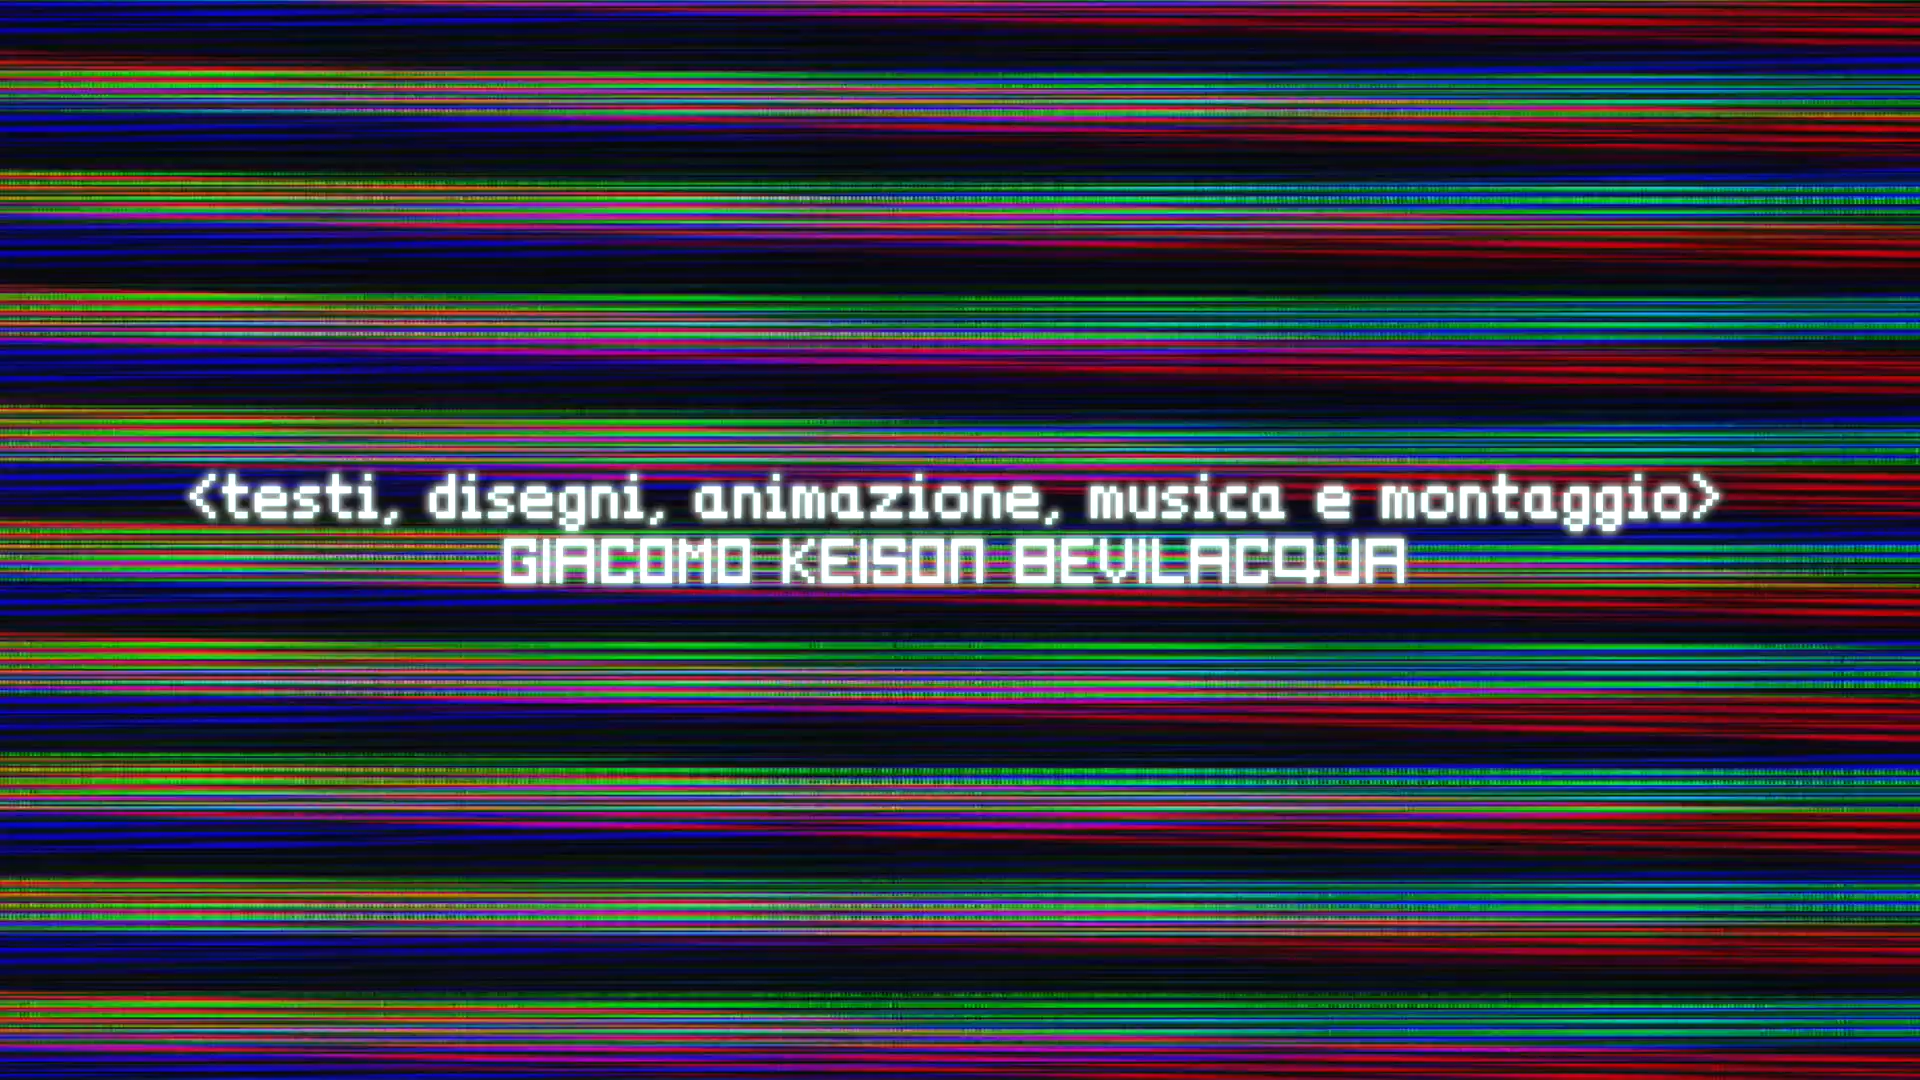 <testi, disegni, animazione, musica e montaggio>
GIACOMO KEISON BEVILACQUA